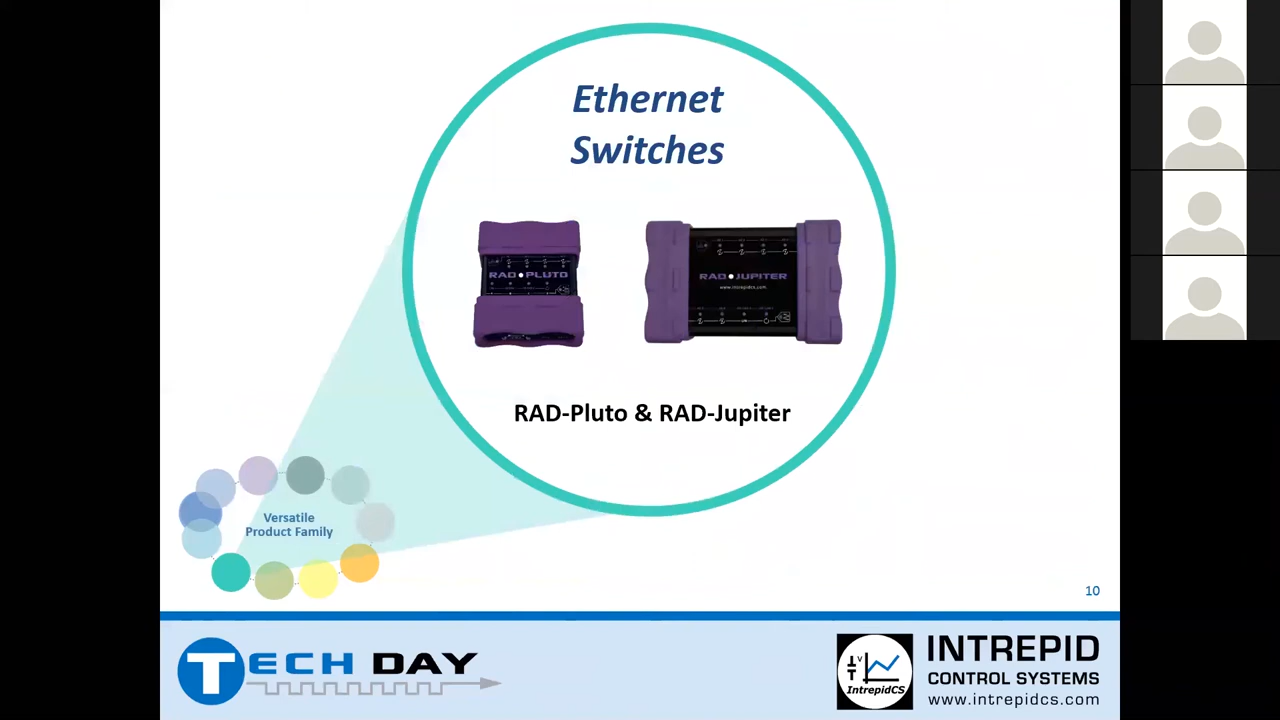 Ethernet
Switches
RAD PLUTO
RAD JUPITER
www.intrepidcs.com
RAD-Pluto & RAD-Jupiter
Versatile
Product Family
10
TECH DAY
IntrepidCS
INTREPID
CONTROL SYSTEMS
www.intrepidcs.com